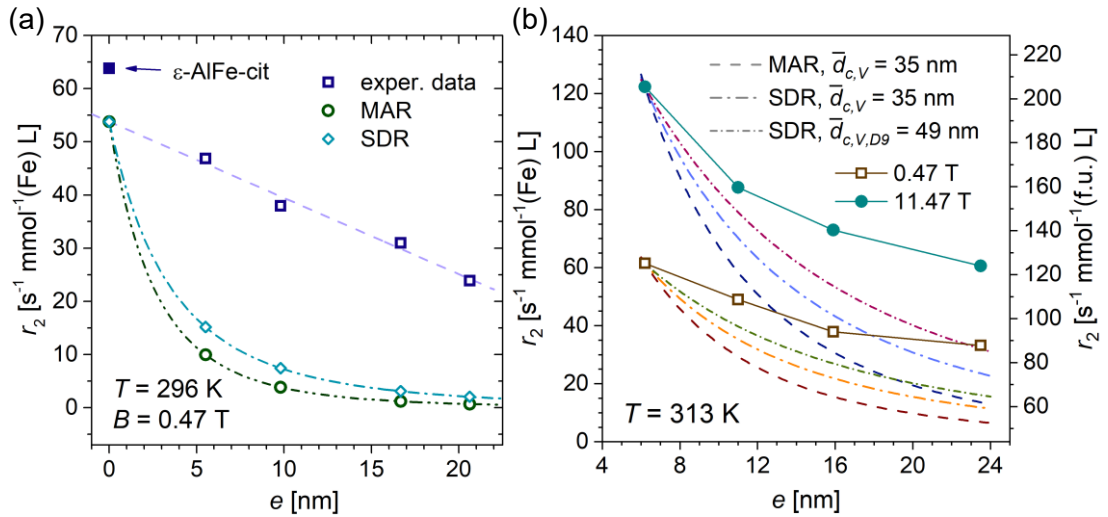 (a)
70
60
50
40
30
20
10
0
r₂ [s⁻¹ mmol⁻¹(Fe) L]
ε-AlFe-cit
exper. data
MAR
SDR
T = 296 K
B = 0.47 T
0
5
10
15
20
e [nm]
(b)
140
120
100
80
60
40
20
0
r₂ [s⁻¹ mmol⁻¹(Fe) L]
MAR, d̅c,V = 35 nm
SDR, d̅c,V = 35 nm
SDR, d̅c,V,D9 = 49 nm
0.47 T
11.47 T
T = 313 K
4
8
12
16
20
24
e [nm]
220
200
180
160
140
120
100
80
60
r₂ [s⁻¹ mmol⁻¹(f.u.) L]